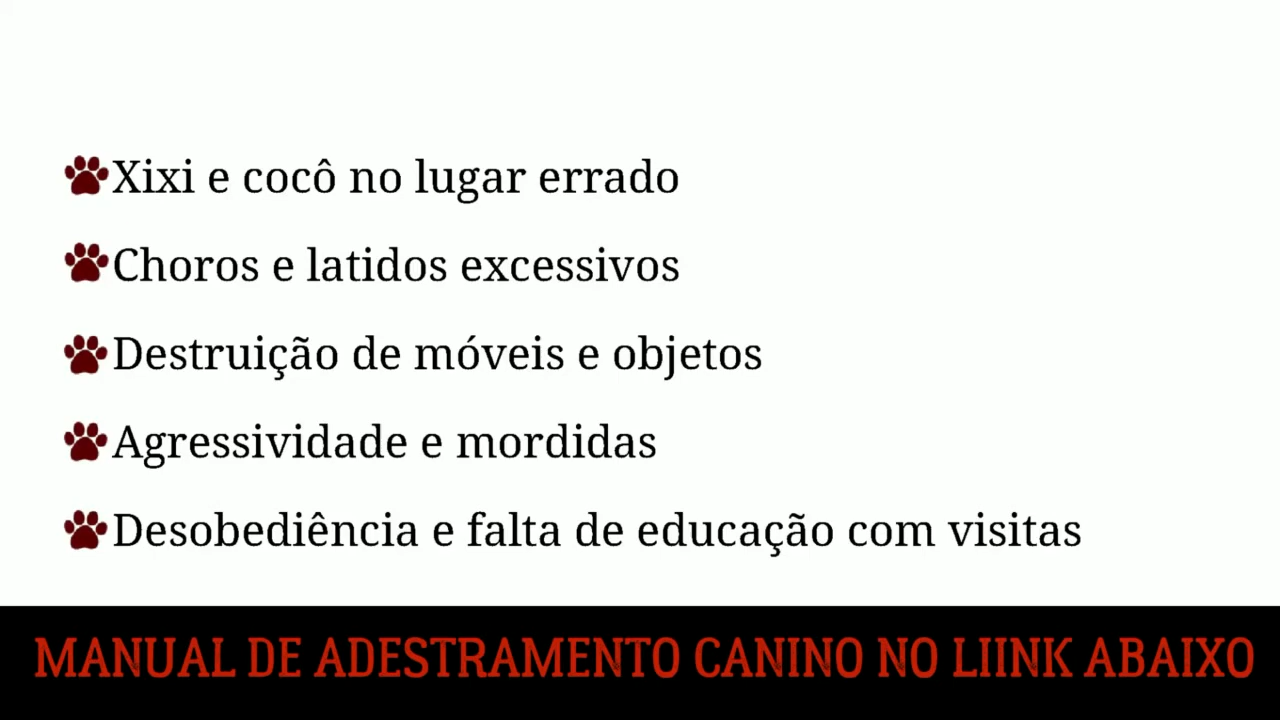 Xixi e cocô no lugar errado
Choros e latidos excessivos
Destruição de móveis e objetos
Agressividade e mordidas
Desobediência e falta de educação com visitas
MANUAL DE ADESTRAMENTO CANINO NO LIINK ABAIXO